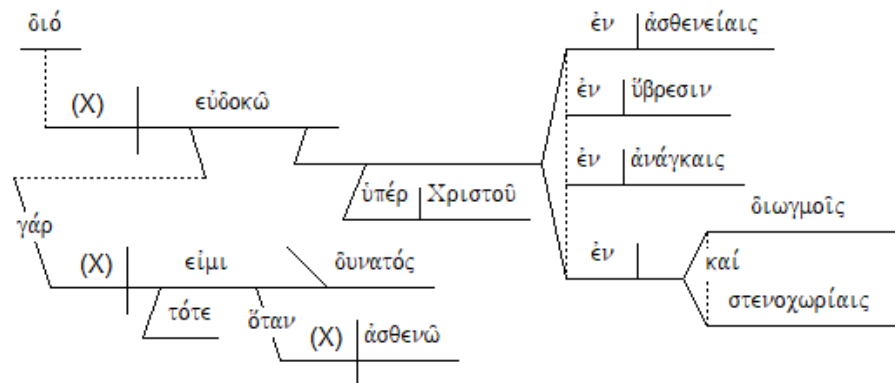 διό
ἐν ἀσθενείαις
(X) εὐδοκῶ
ἐν ὕβρεσιν
ἐν ἀνάγκαις
ὑπέρ Χριστοῦ
διωγμοῖς
γάρ
(X) εἰμι δυνατός
ἐν
καί
τότε
ὅταν
στενοχωρίαις
(X) ἀσθενῶ